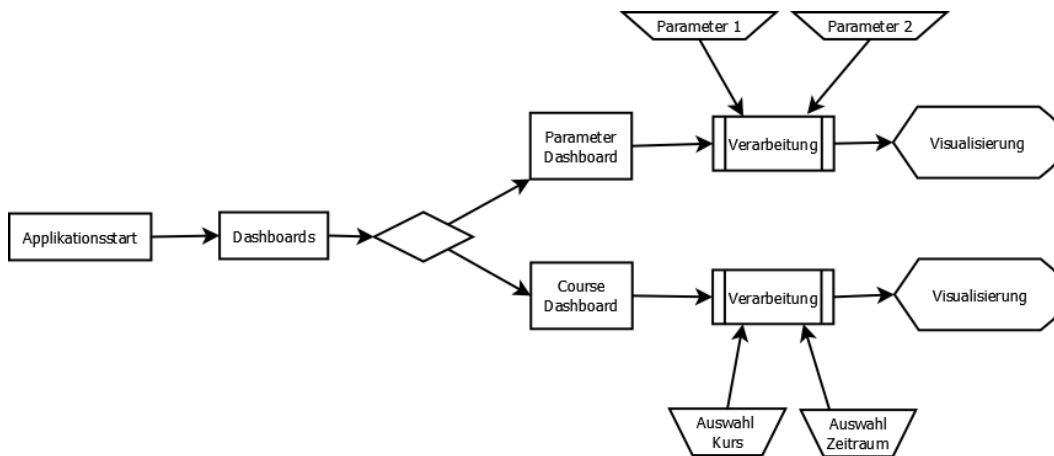 Parameter 1
Parameter 2
Parameter
Dashboard
Verarbeitung
Visualisierung
Applikationsstart
Dashboards
Course
Dashboard
Verarbeitung
Visualisierung
Auswahl
Kurs
Auswahl
Zeitraum